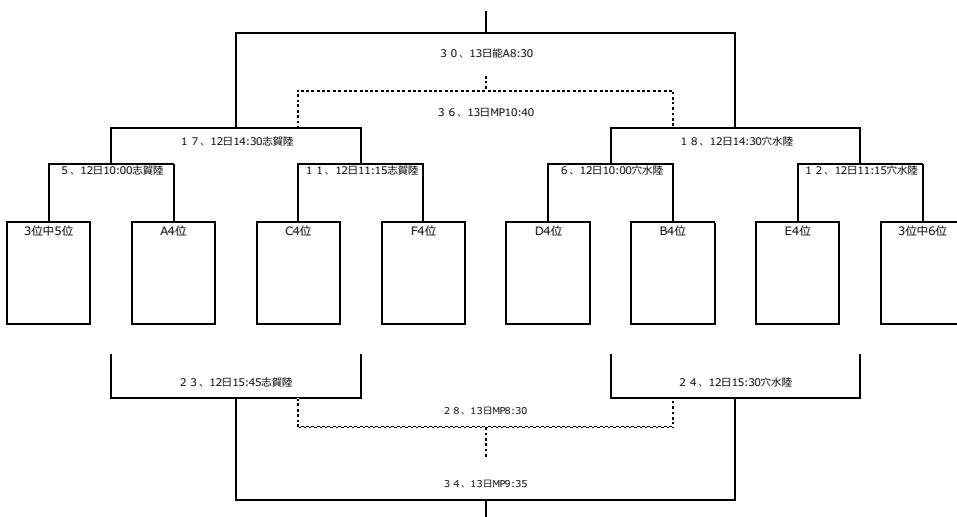 ３０、13日能A8:30
３６、13日MP10:40
１７、12日14:30志賀陸
１８、12日14:30穴水陸
５、12日10:00志賀陸
１１、12日11:15志賀陸
６、12日10:00穴水陸
１２、12日11:15穴水陸
3位中5位
A4位
C4位
F4位
D4位
B4位
E4位
3位中6位
２３、12日15:45志賀陸
２４、12日15:30穴水陸
２８、13日MP8:30
３４、13日MP9:35